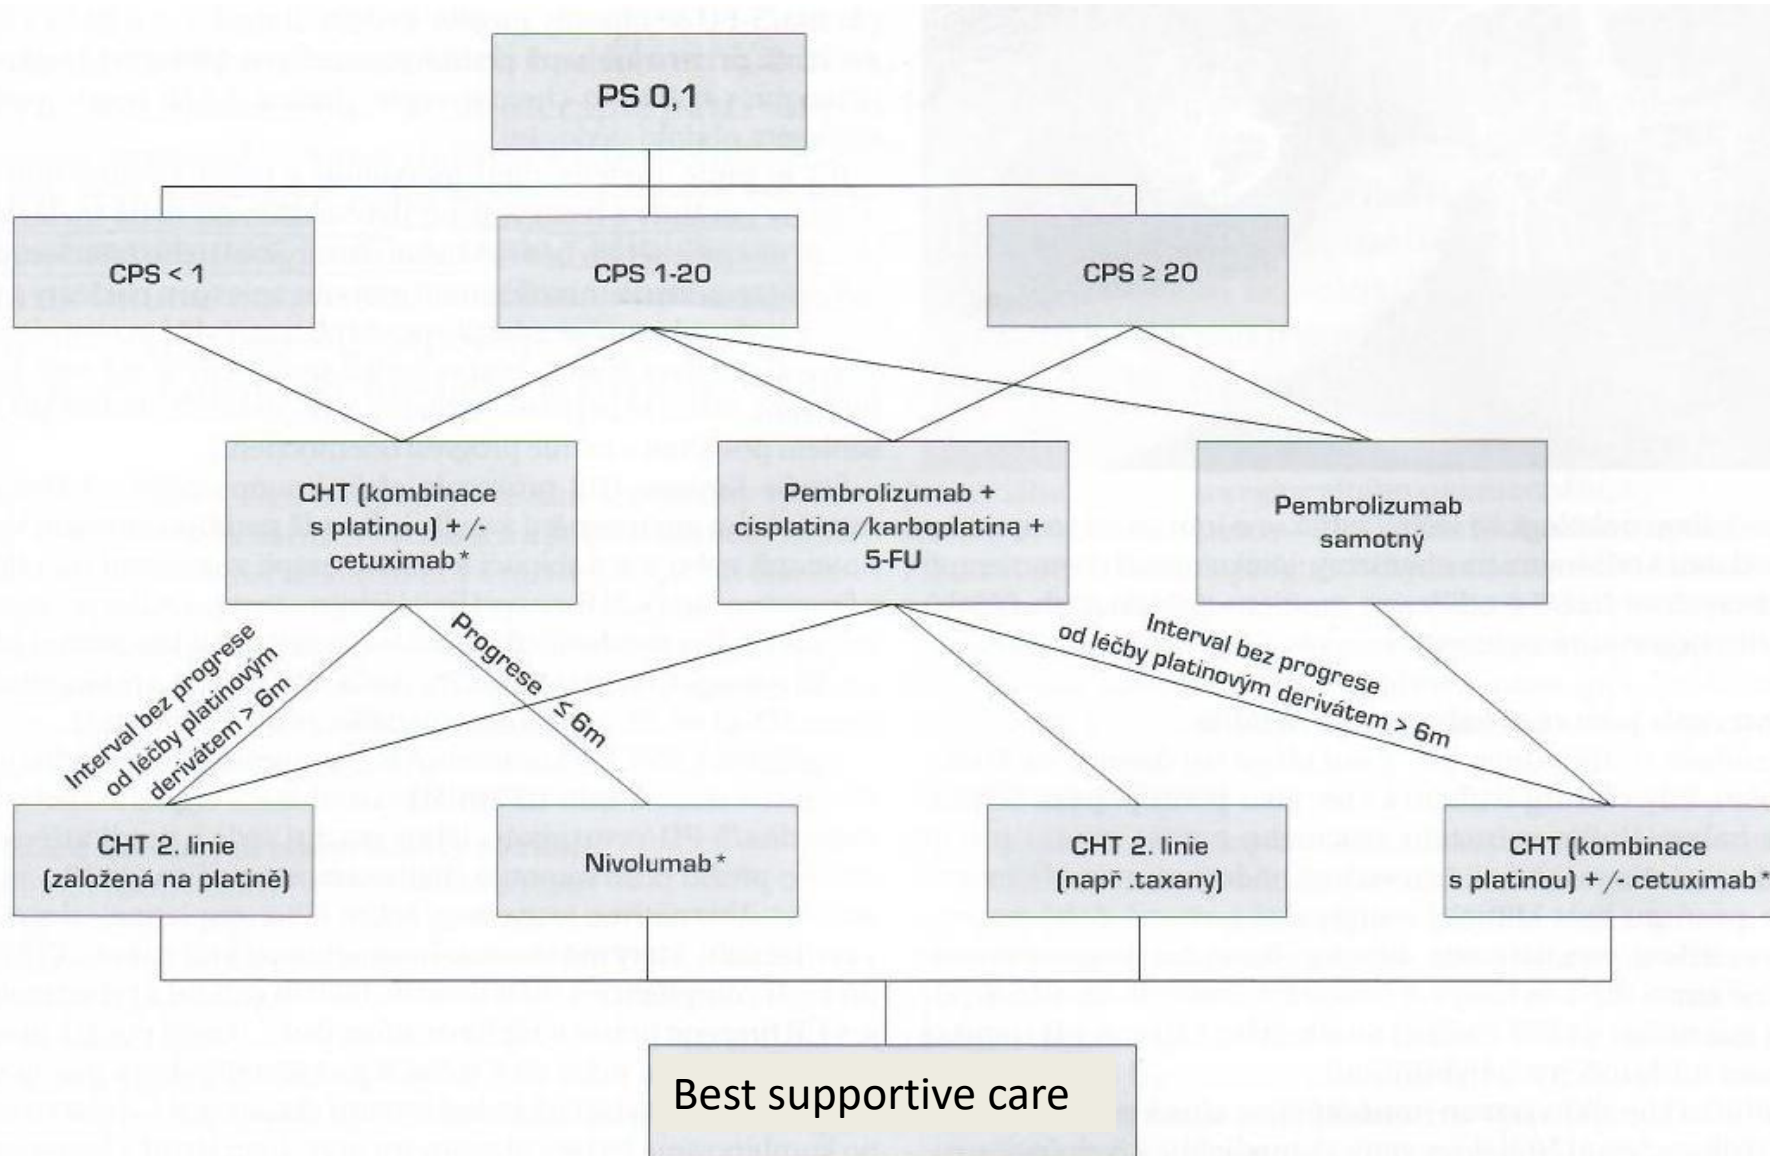 PS 0,1
CPS < 1
CPS 1-20
CPS ≥ 20
CHT (kombinace
s platinou) + /-
cetuximab*
Pembrolizumab +
cisplatina /karboplatina +
5-FU
Pembrolizumab
samotný
Interval bez progrese
od léčby platinovým
derivátem > 6m
Progrese ≤ 6m
Interval bez progrese
od léčby platinovým derivátem > 6m
CHT 2. linie
(založená na platině)
Nivolumab*
CHT 2. linie
(např .taxany)
CHT (kombinace
s platinou) + /-cetuximab*
Best supportive care